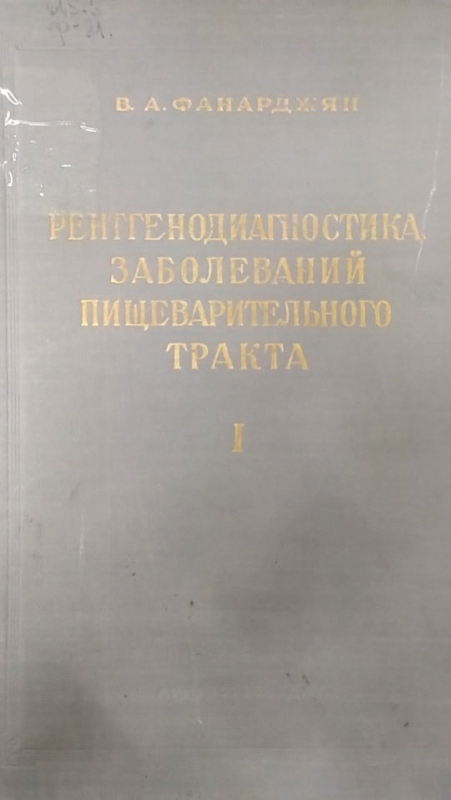 В. А. ФАНАРДЖЯН
РЕНТГЕНОДИАГНОСТИКА
ЗАБОЛЕВАНИЙ
ПИЩЕВАРИТЕЛЬНОГО
ТРАКТА
I